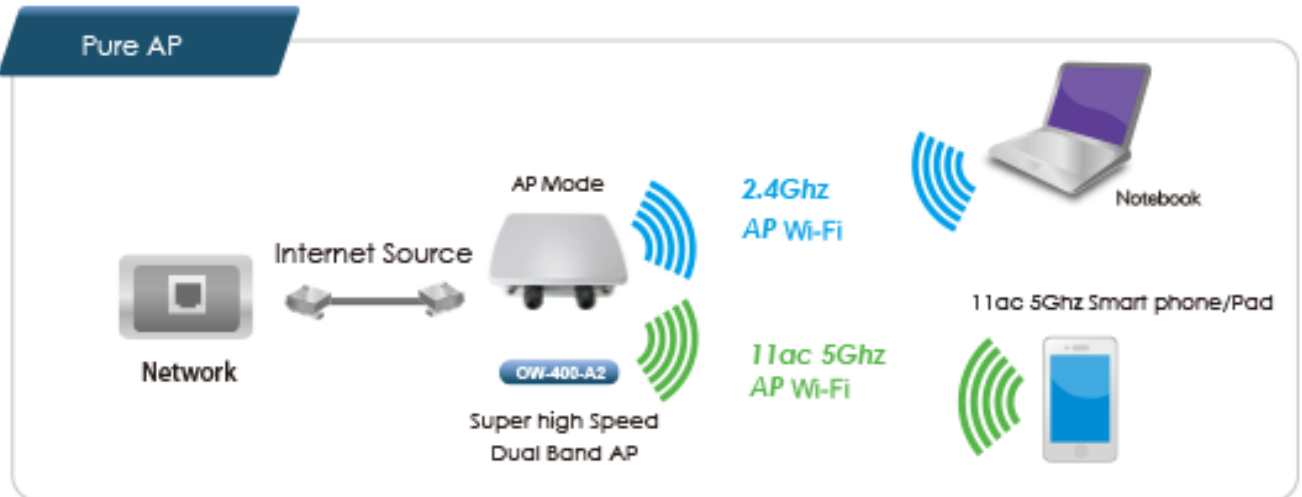 Pure AP
AP Mode
2.4Ghz
AP Wi-Fi
Notebook
Internet Source
Network
OW-400-A2
Super high Speed
Dual Band AP
11ac 5Ghz
AP Wi-Fi
11ac 5Ghz Smart phone/Pad